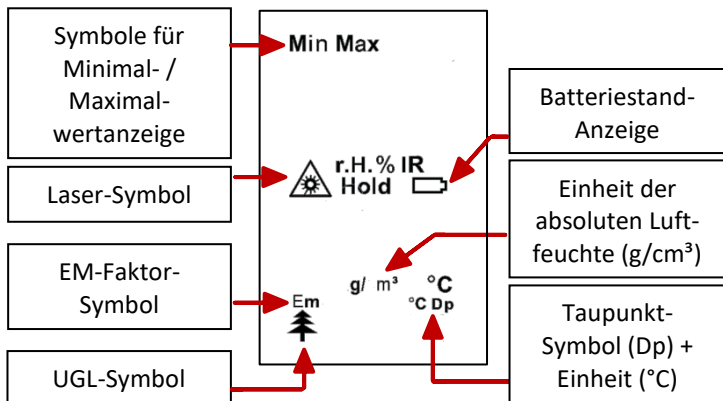 Symbole für
Minimal- /
Maximal-
wertanzeige
Min Max
Batteriestand-
Anzeige
Laser-Symbol
r.H.% IR
Hold
Einheit der
absoluten Luft-
feuchte (g/cm³)
EM-Faktor-
Symbol
g/ m³ °C
Em °C Dp
UGL-Symbol
Taupunkt-
Symbol (Dp) +
Einheit (°C)